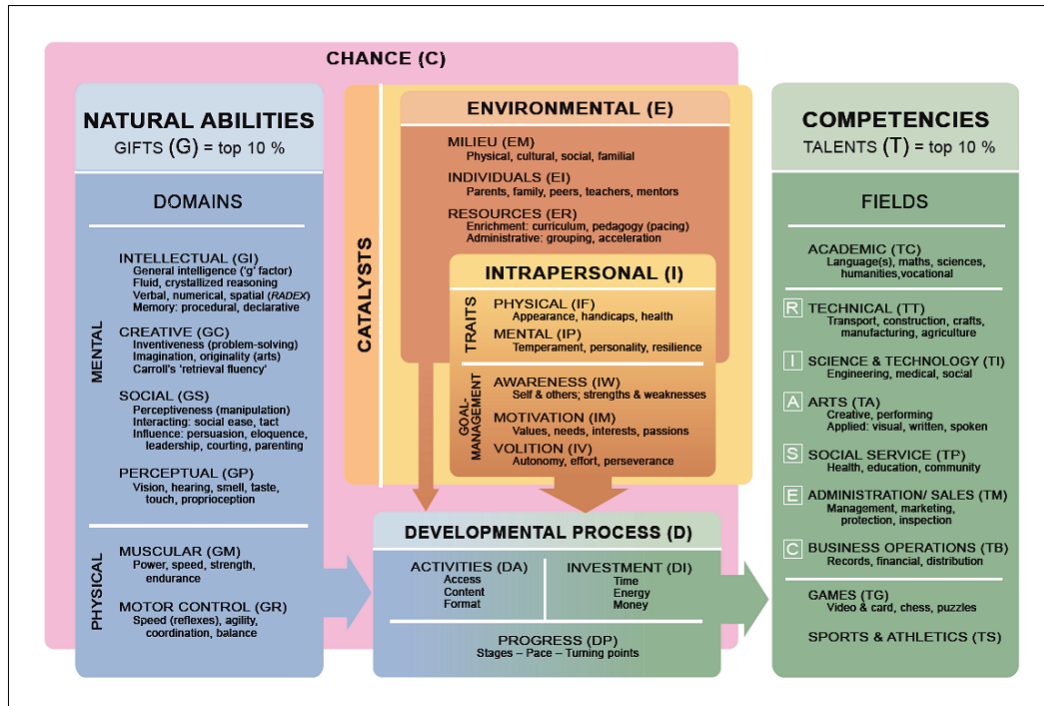 CHANCE (C)
NATURAL ABILITIES
GIFTS (G) = top 10 %
DOMAINS
MENTAL
INTELLECTUAL (GI)
General intelligence ('g' factor)
Fluid, crystallized reasoning
Verbal, numerical, spatial (RADEX)
Memory: procedural, declarative
CREATIVE (GC)
Inventiveness (problem-solving)
Imagination, originality (arts)
Carroll's 'retrieval fluency'
SOCIAL (GS)
Perceptiveness (manipulation)
Interacting: social ease, tact
Influence: persuasion, eloquence,
leadership, courting, parenting
PERCEPTUAL (GP)
Vision, hearing, smell, taste,
touch, proprioception
PHYSICAL
MUSCULAR (GM)
Power, speed, strength,
endurance
MOTOR CONTROL (GR)
Speed (reflexes), agility,
coordination, balance
CATALYSTS
ENVIRONMENTAL (E)
MILIEU (EM)
Physical, cultural, social, familial
INDIVIDUALS (EI)
Parents, family, peers, teachers, mentors
RESOURCES (ER)
Enrichment: curriculum, pedagogy (pacing)
Administrative: grouping, acceleration
INTRAPERSONAL (I)
TRAITS
PHYSICAL (IF)
Appearance, handicaps, health
MENTAL (IP)
Temperament, personality, resilience
GOAL-
MANAGEMENT
AWARENESS (IW)
Self & others; strengths & weaknesses
MOTIVATION (IM)
Values, needs, interests, passions
VOLITION (IV)
Autonomy, effort, perseverance
DEVELOPMENTAL PROCESS (D)
ACTIVITIES (DA)
Access
Content
Format
INVESTMENT (DI)
Time
Energy
Money
PROGRESS (DP)
Stages – Pace – Turning points
COMPETENCIES
TALENTS (T) = top 10 %
FIELDS
ACADEMIC (TC)
Language(s), maths, sciences,
humanities,vocational
R TECHNICAL (TT)
Transport, construction, crafts,
manufacturing, agriculture
I SCIENCE & TECHNOLOGY (TI)
Engineering, medical, social
A ARTS (TA)
Creative, performing
Applied: visual, written, spoken
S SOCIAL SERVICE (TP)
Health, education, community
E ADMINISTRATION/ SALES (TM)
Management, marketing,
protection, inspection
C BUSINESS OPERATIONS (TB)
Records, financial, distribution
GAMES (TG)
Video & card, chess, puzzles
SPORTS & ATHLETICS (TS)